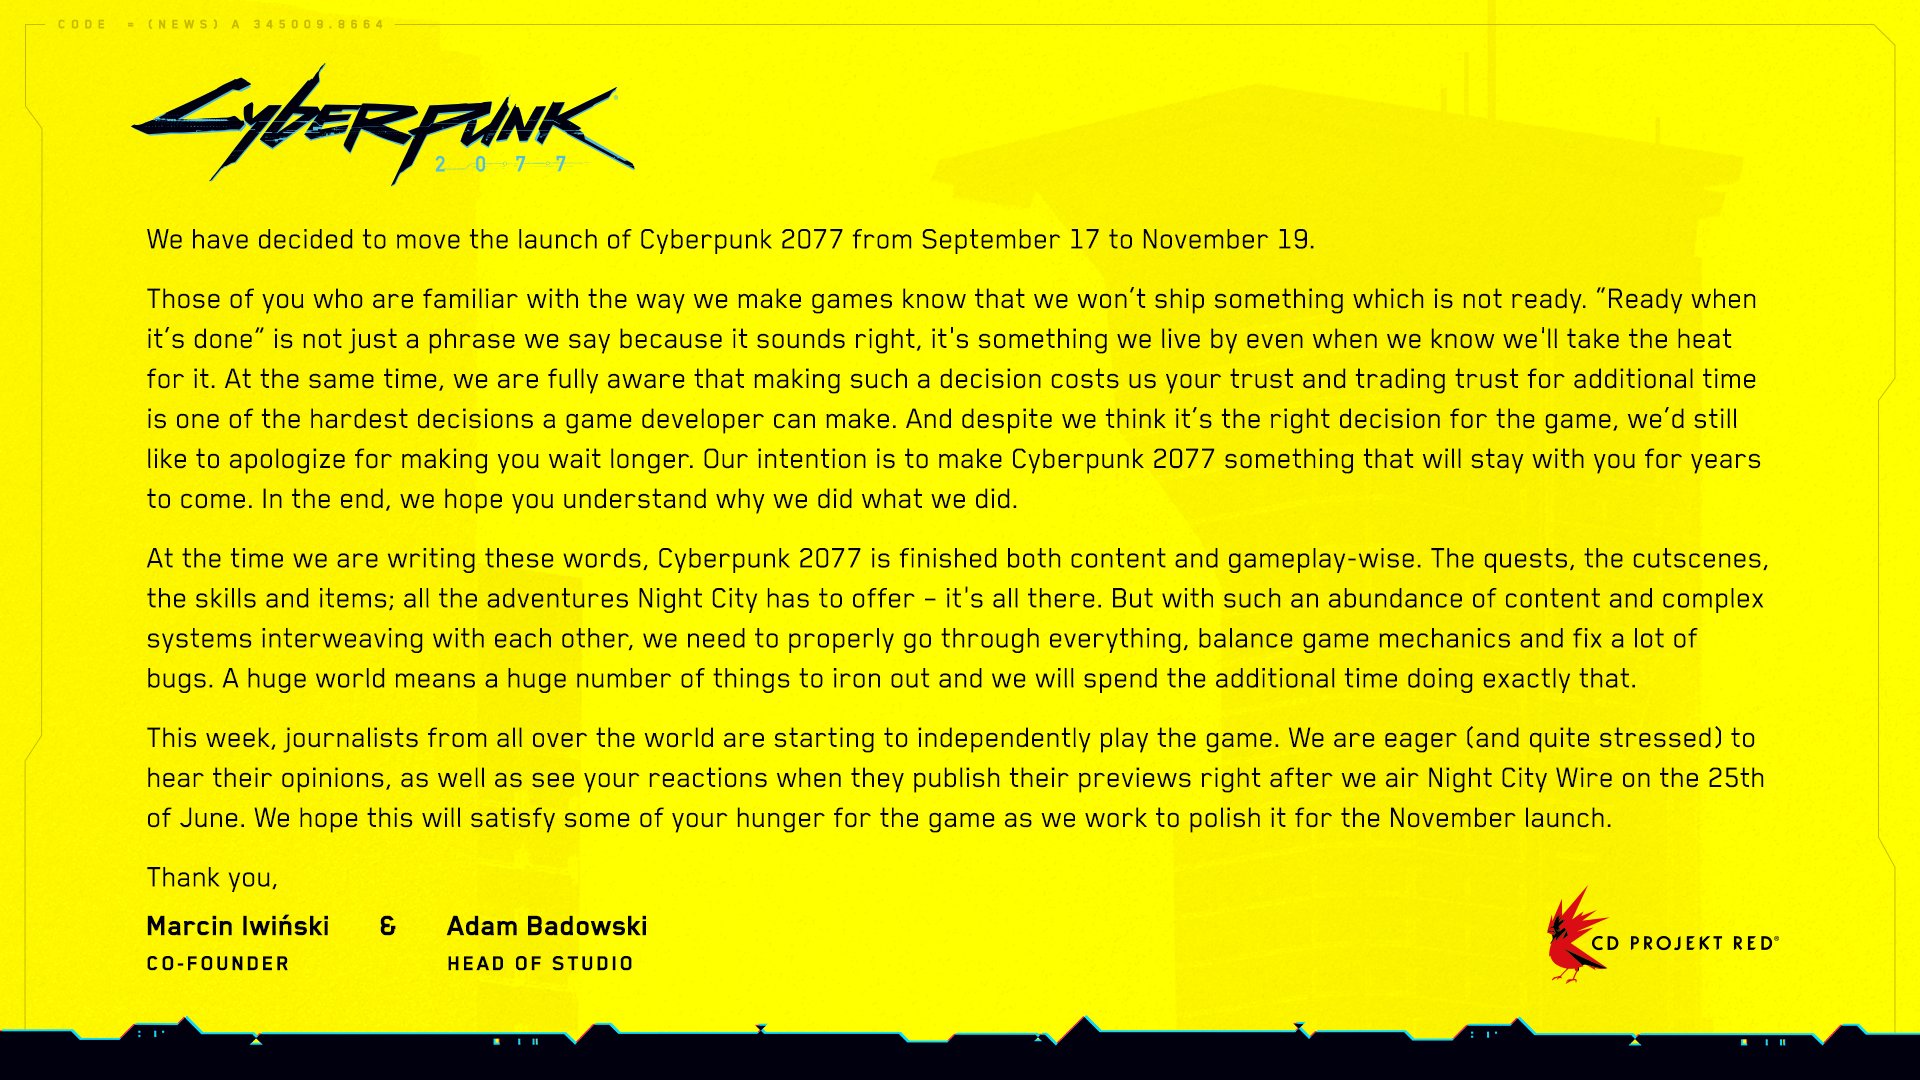 CODE = (NEWS) A 345009.8664
Cyberpunk
2077
We have decided to move the launch of Cyberpunk 2077 from September 17 to November 19.
Those of you who are familiar with the way we make games know that we won’t ship something which is not ready. “Ready when
it’s done” is not just a phrase we say because it sounds right, it's something we live by even when we know we'll take the heat
for it. At the same time, we are fully aware that making such a decision costs us your trust and trading trust for additional time
is one of the hardest decisions a game developer can make. And despite we think it’s the right decision for the game, we’d still
like to apologize for making you wait longer. Our intention is to make Cyberpunk 2077 something that will stay with you for years
to come. In the end, we hope you understand why we did what we did.
At the time we are writing these words, Cyberpunk 2077 is finished both content and gameplay-wise. The quests, the cutscenes,
the skills and items; all the adventures Night City has to offer – it's all there. But with such an abundance of content and complex
systems interweaving with each other, we need to properly go through everything, balance game mechanics and fix a lot of
bugs. A huge world means a huge number of things to iron out and we will spend the additional time doing exactly that.
This week, journalists from all over the world are starting to independently play the game. We are eager (and quite stressed) to
hear their opinions, as well as see your reactions when they publish their previews right after we air Night City Wire on the 25th
of June. We hope this will satisfy some of your hunger for the game as we work to polish it for the November launch.
Thank you,
Marcin Iwiński & Adam Badowski
CO-FOUNDER HEAD OF STUDIO
CD PROJEKT RED®